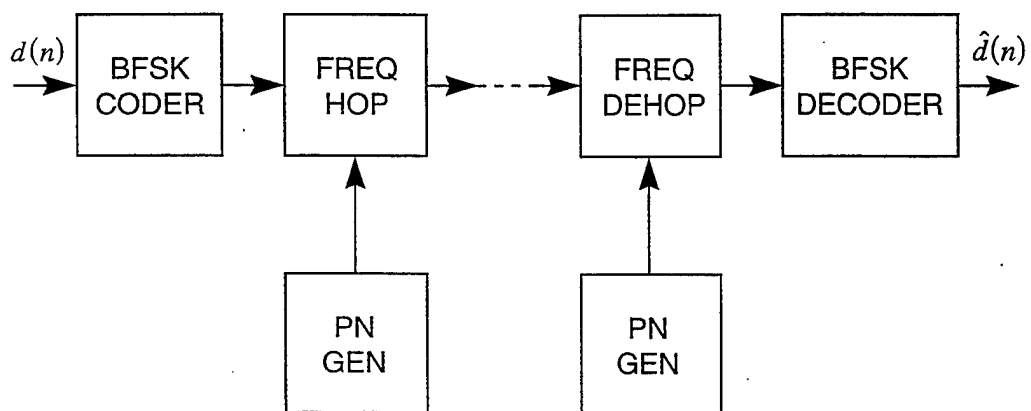 d(n)
BFSK
CODER
FREQ
HOP
FREQ
DEHOP
BFSK
DECODER
d̂(n)
PN
GEN
PN
GEN